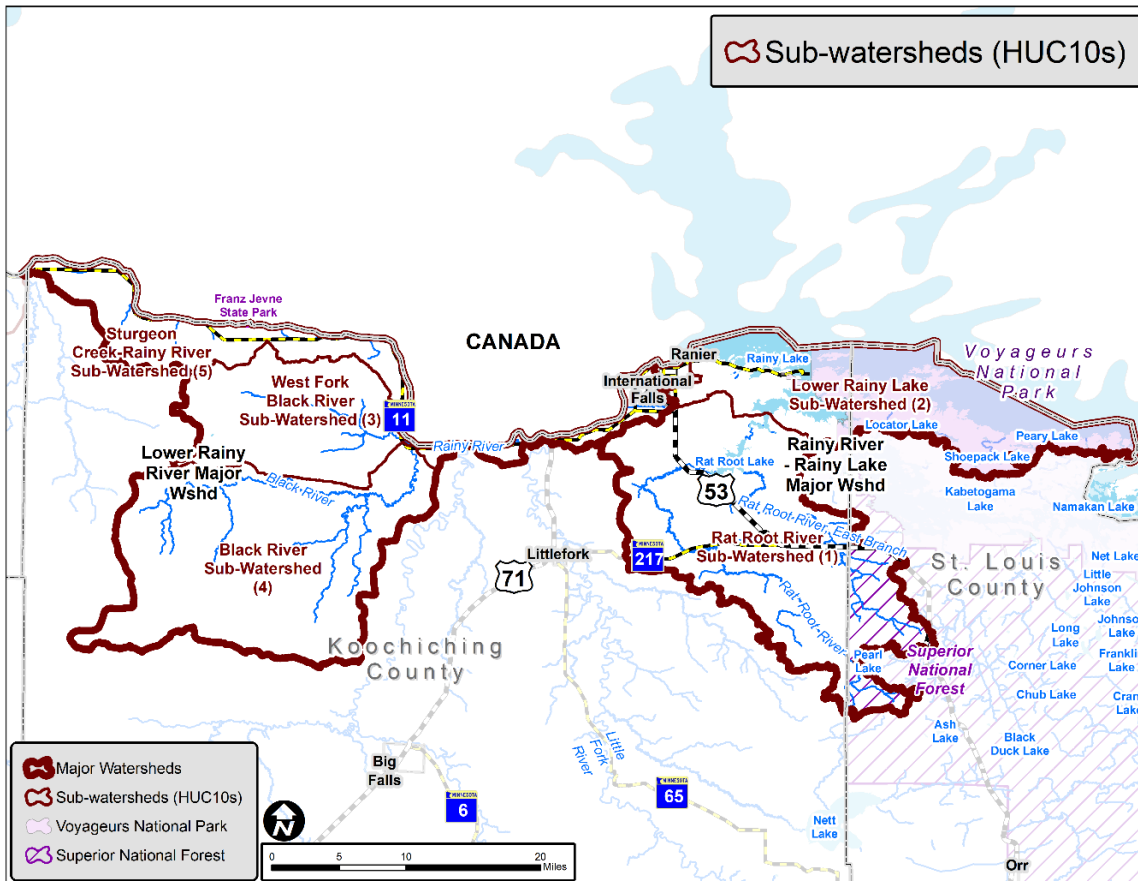 Sub-watersheds (HUC10s)
Franz Jevne
State Park
CANADA
Sturgeon
Creek-Rainy River
Sub-Watershed (5)
West Fork
Black River
Sub-Watershed (3)
MINNESOTA
11
Rainy River
Lower Rainy
River Major
Wshd
Black River
Black River
Sub-Watershed
(4)
Koochiching
County
Ranier
International
Falls
Rainy Lake
Voyageurs
National
Park
Lower Rainy Lake
Sub-Watershed (2)
Locator Lake
Peary Lake
Shoepack Lake
Rainy River
- Rainy Lake
Major Wshd
Kabetogama
Lake
Namakan Lake
Rat Root Lake
53
Rat Root River, East Branch
Rat Root River
Sub-Watershed (1)
MINNESOTA
217
Littlefork
71
Rat Root River
St. Louis
County
Net Lake
Little
Johnson
Lake
Johnso
Lake
Long
Lake
Franklin
Lake
Corner Lake
Chub Lake
Cran
Lake
Pearl
Lake
Superior
National
Forest
Ash
Lake
Black
Duck Lake
Big
Falls
Little
Fork
River
MINNESOTA
6
MINNESOTA
65
Nett
Lake
Orr
Major Watersheds
Sub-watersheds (HUC10s)
Voyageurs National Park
Superior National Forest
N
0 5 10 20
Miles